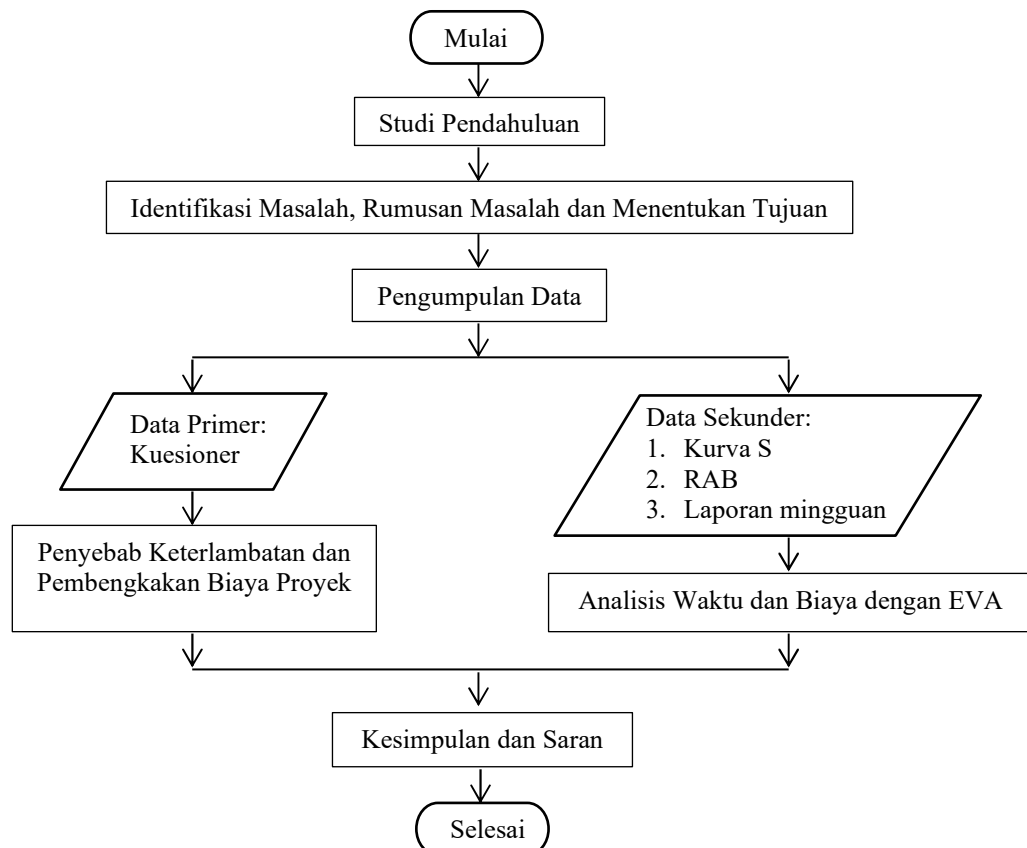 Mulai
Studi Pendahuluan
Identifikasi Masalah, Rumusan Masalah dan Menentukan Tujuan
Pengumpulan Data
Data Primer:
Kuesioner
Data Sekunder:
1. Kurva S
2. RAB
3. Laporan mingguan
Penyebab Keterlambatan dan
Pembengkakan Biaya Proyek
Analisis Waktu dan Biaya dengan EVA
Kesimpulan dan Saran
Selesai